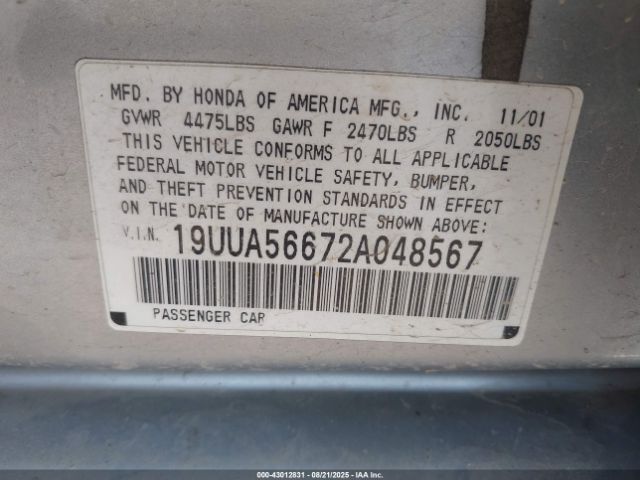 MFD. BY HONDA OF AMERICA MFG., INC. 11/01
GVWR 4475LBS GAWR F 2470LBS R 2050LBS
THIS VEHICLE CONFORMS TO ALL APPLICABLE
FEDERAL MOTOR VEHICLE SAFETY, BUMPER,
AND THEFT PREVENTION STANDARDS IN EFFECT
ON THE DATE OF MANUFACTURE SHOWN ABOVE:
V.I.N. 19UUA56672A048567
PASSENGER CAR
000-43012831 - 08/21/2025 - IAA Inc.